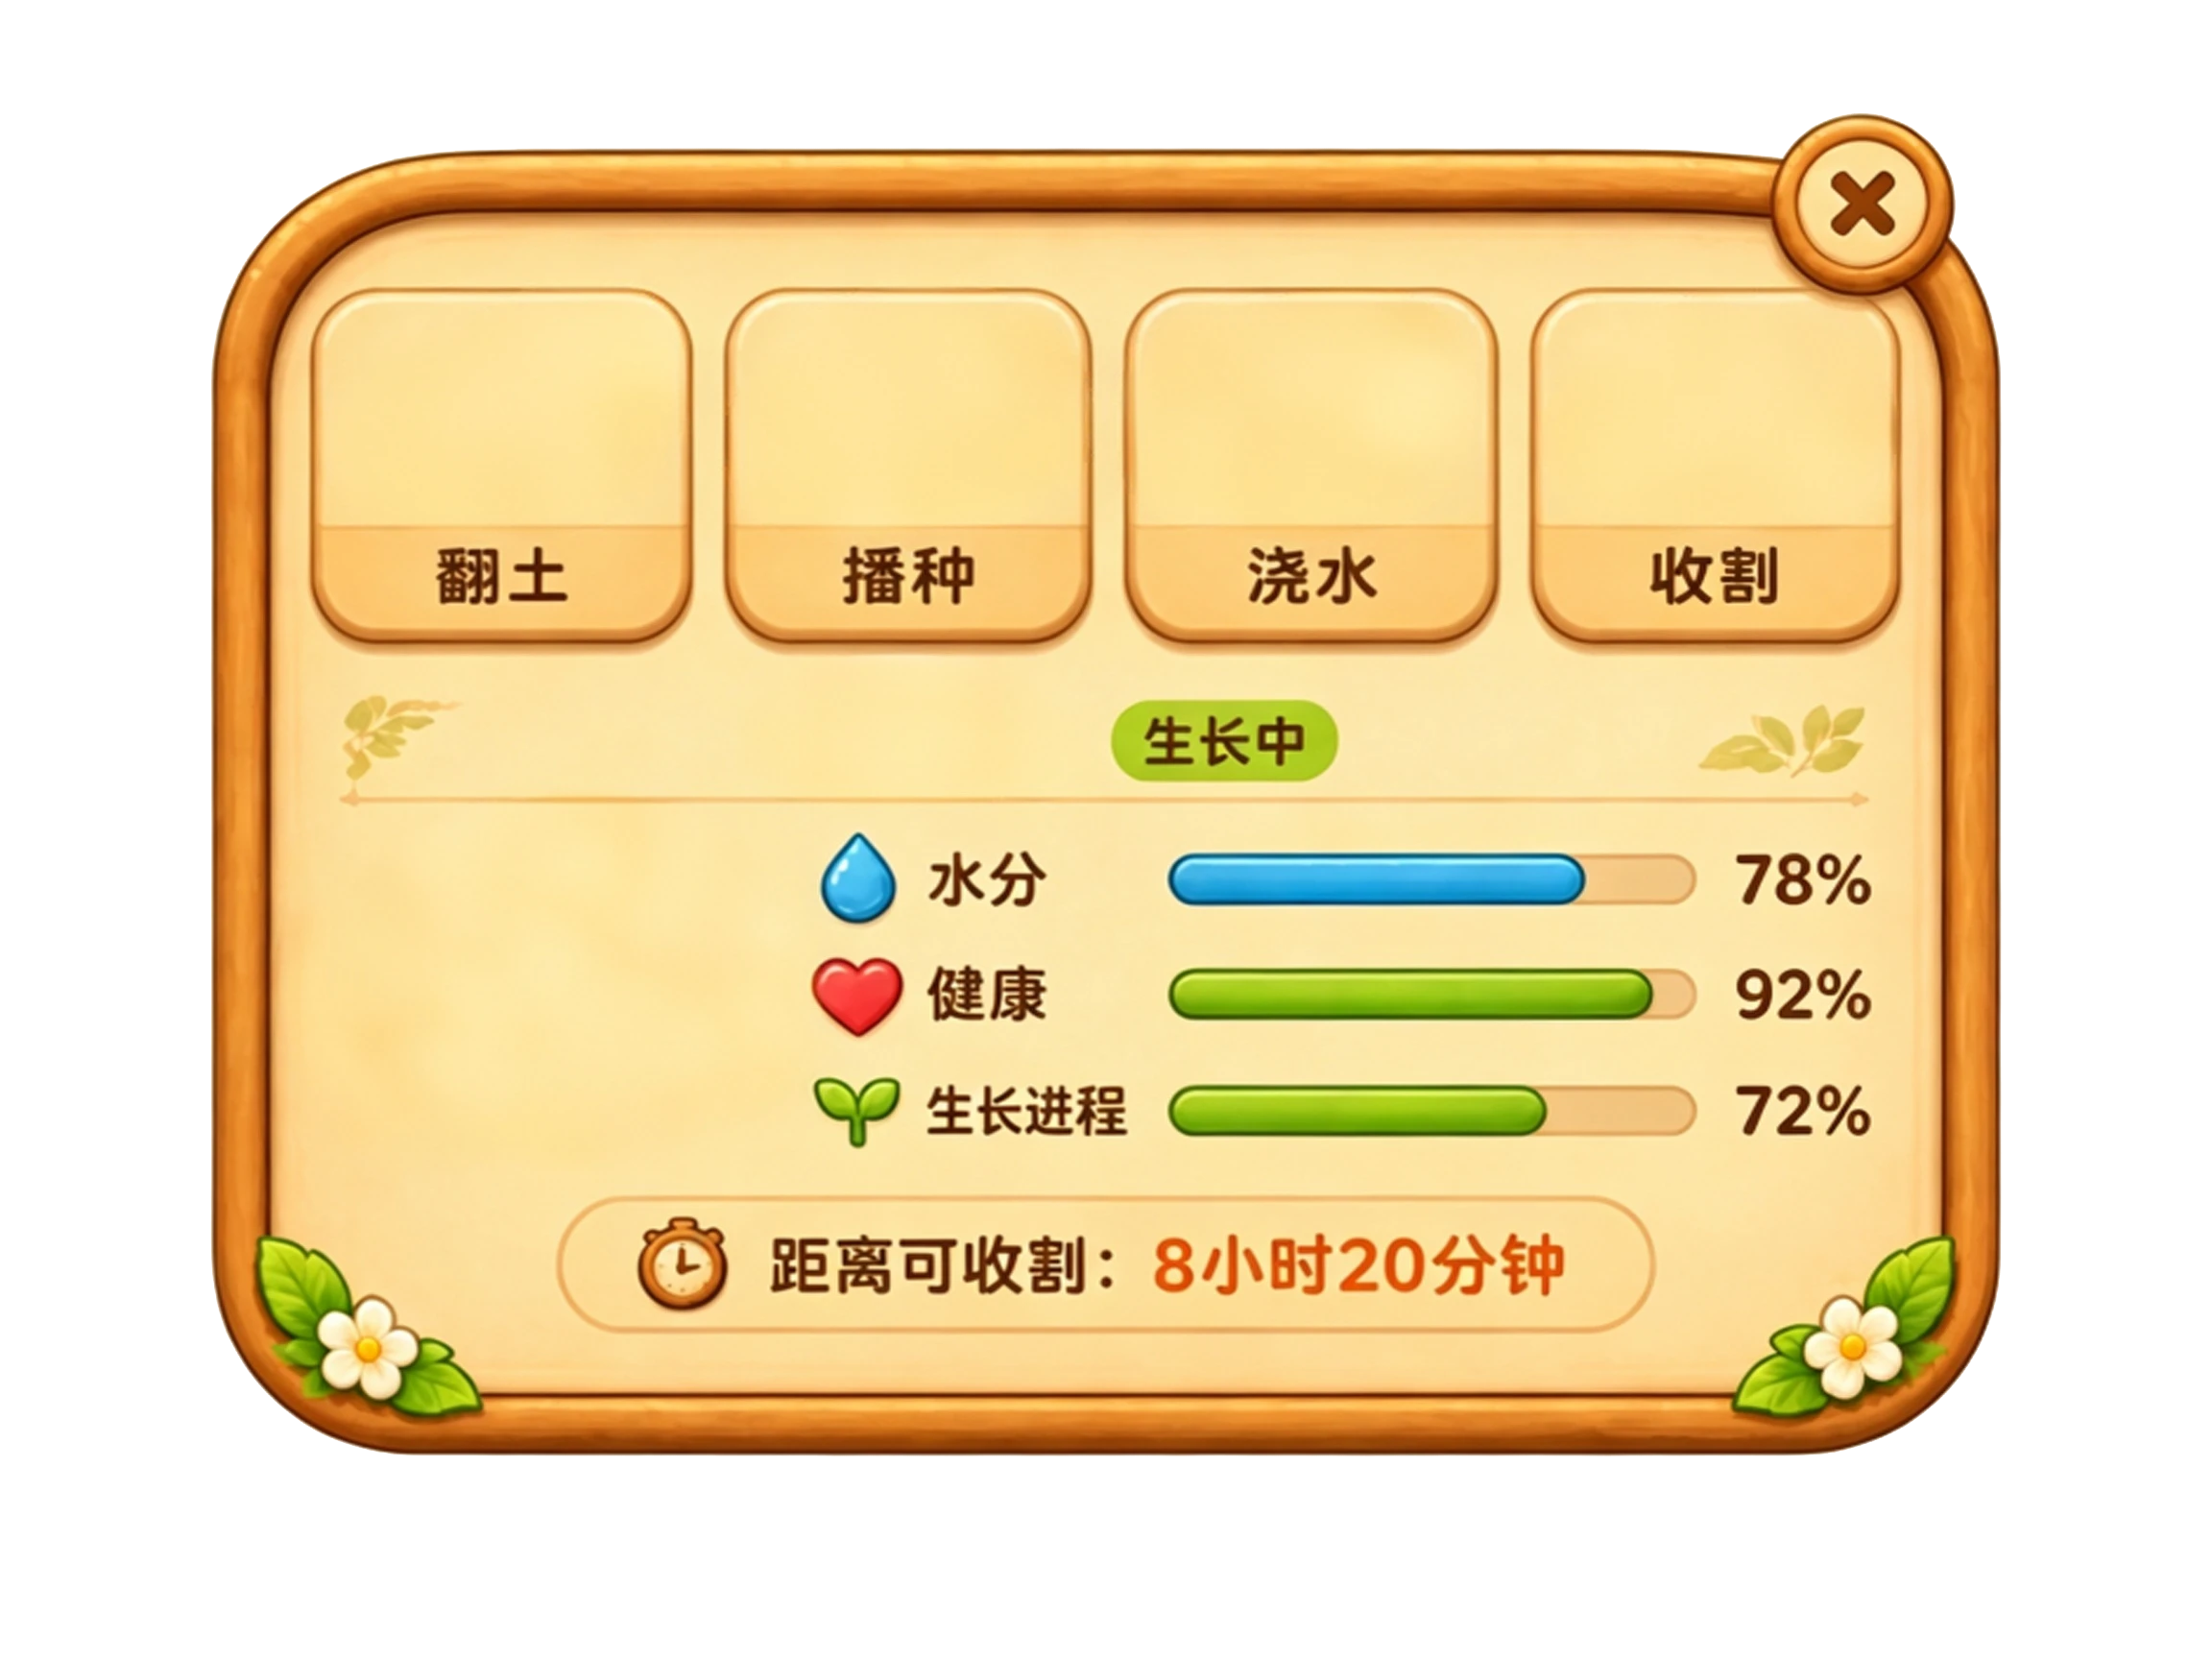 翻土
播种
浇水
收割
生长中
水分 78%
健康 92%
生长进程 72%
距离可收割：8小时20分钟